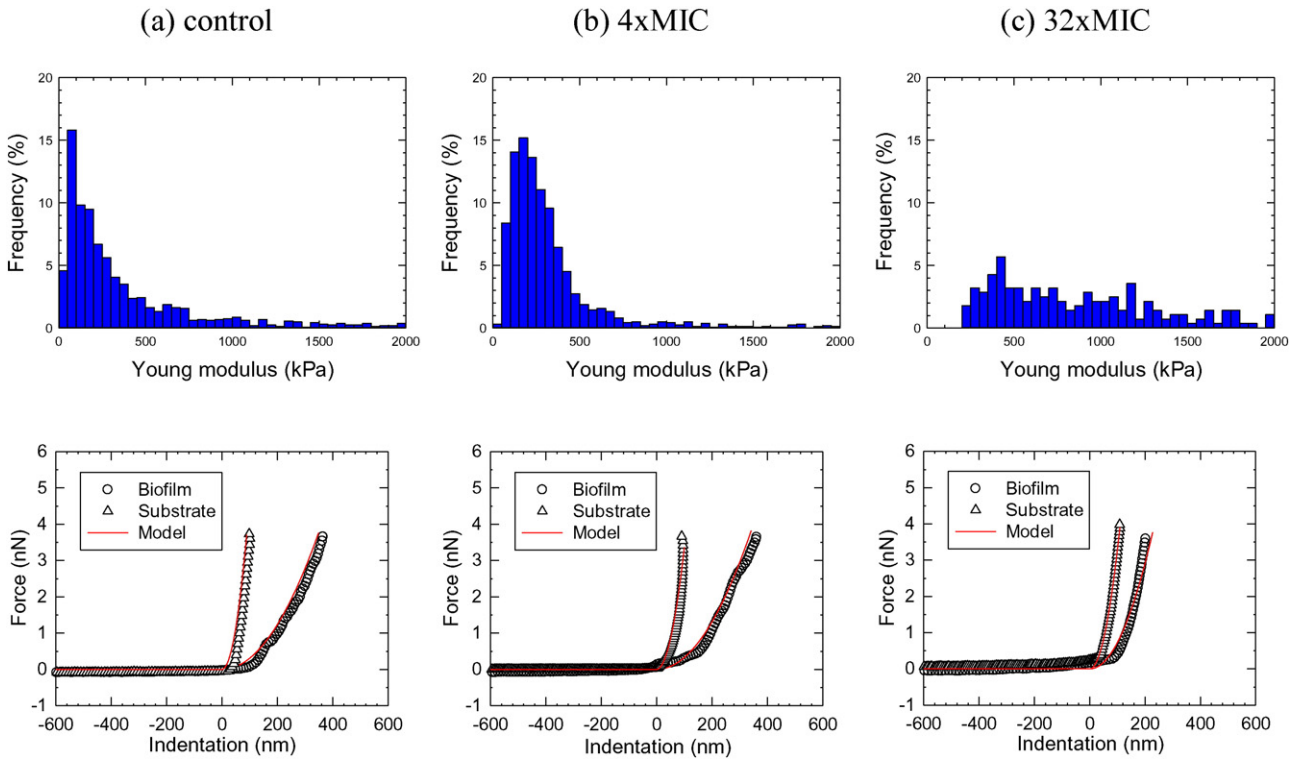 (a) control
(b) 4xMIC
(c) 32xMIC
20
15
10
5
0
Frequency (%)
0 500 1000 1500 2000
Young modulus (kPa)
20
15
10
5
0
Frequency (%)
0 500 1000 1500 2000
Young modulus (kPa)
20
15
10
5
0
Frequency (%)
0 500 1000 1500 2000
Young modulus (kPa)
6
5
4
3
2
1
0
-1
Force (nN)
Biofilm
Substrate
Model
-600 -400 -200 0 200 400 600
Indentation (nm)
6
5
4
3
2
1
0
-1
Force (nN)
Biofilm
Substrate
Model
-600 -400 -200 0 200 400 600
Indentation (nm)
6
5
4
3
2
1
0
-1
Force (nN)
Biofilm
Substrate
Model
-600 -400 -200 0 200 400 600
Indentation (nm)